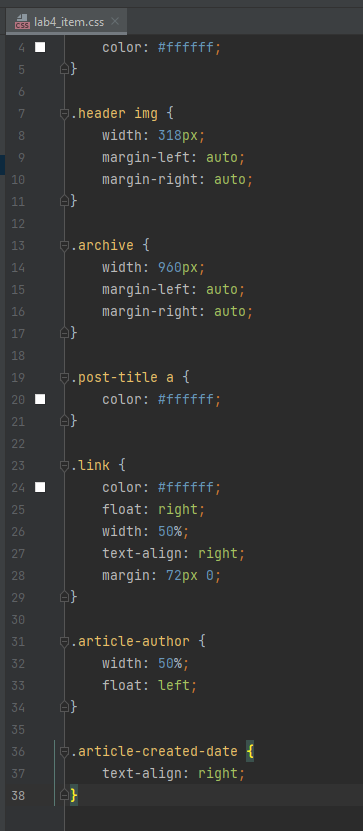 lab4_item.css
4 color: #ffffff;
5 }
6
7 .header img {
8 width: 318px;
9 margin-left: auto;
10 margin-right: auto;
11 }
12
13 .archive {
14 width: 960px;
15 margin-left: auto;
16 margin-right: auto;
17 }
18
19 .post-title a {
20 color: #ffffff;
21 }
22
23 .link {
24 color: #ffffff;
25 float: right;
26 width: 50%;
27 text-align: right;
28 margin: 72px 0;
29 }
30
31 .article-author {
32 width: 50%;
33 float: left;
34 }
35
36 .article-created-date {
37 text-align: right;
38 }